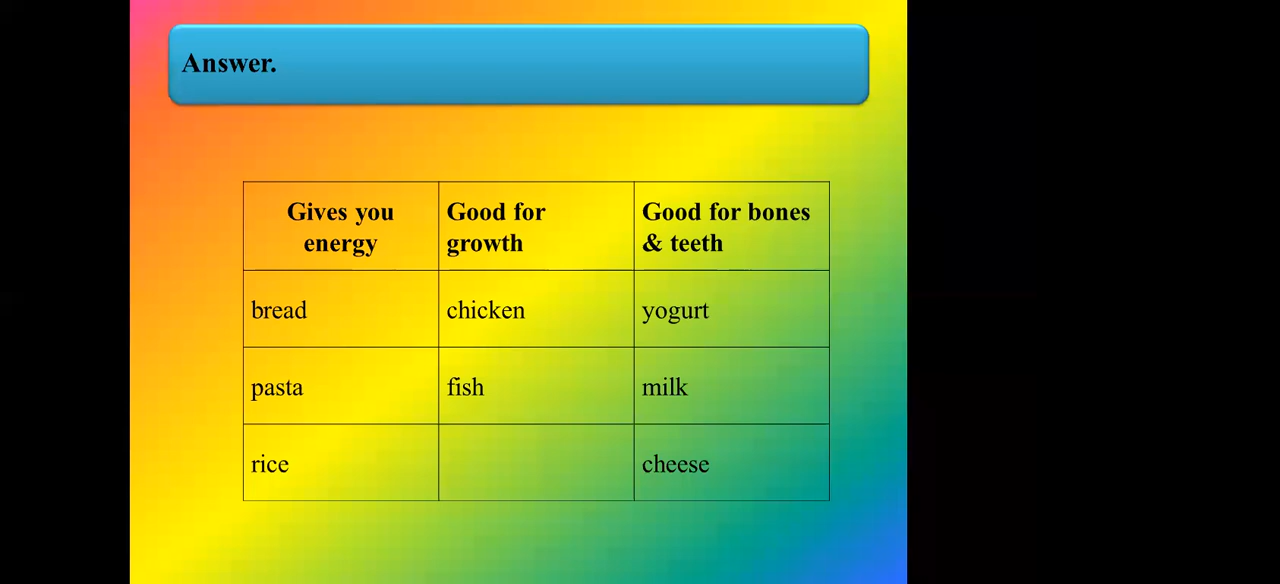 Answer.
Gives you
energy
Good for
growth
Good for bones
& teeth
bread
chicken
yogurt
pasta
fish
milk
rice
cheese